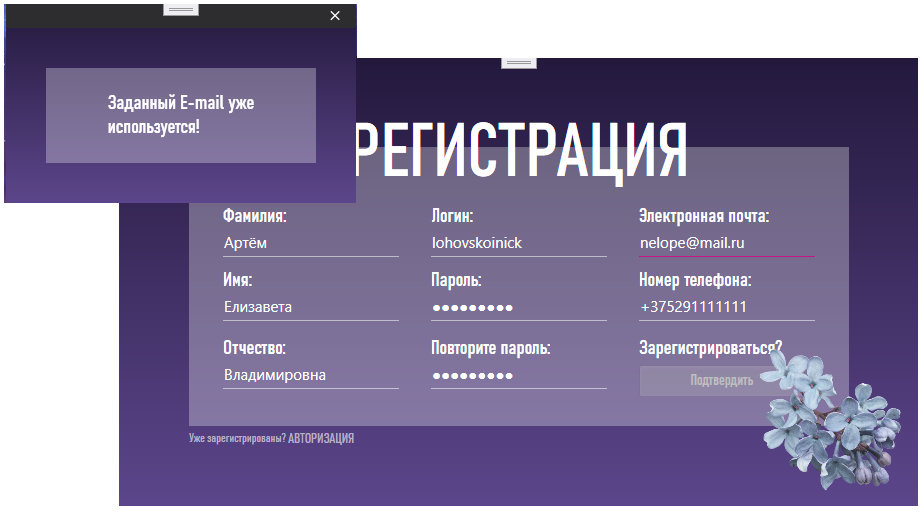 Заданный E-mail уже
используется!
РЕГИСТРАЦИЯ
Фамилия:
Артём
Логин:
lohovskoinick
Электронная почта:
nelope@mail.ru
Имя:
Елизавета
Пароль:
●●●●●●●●●
Номер телефона:
+375291111111
Отчество:
Владимировна
Повторите пароль:
●●●●●●●●●
Зарегистрироваться?
Подтвердить
Уже зарегистрированы? АВТОРИЗАЦИЯ